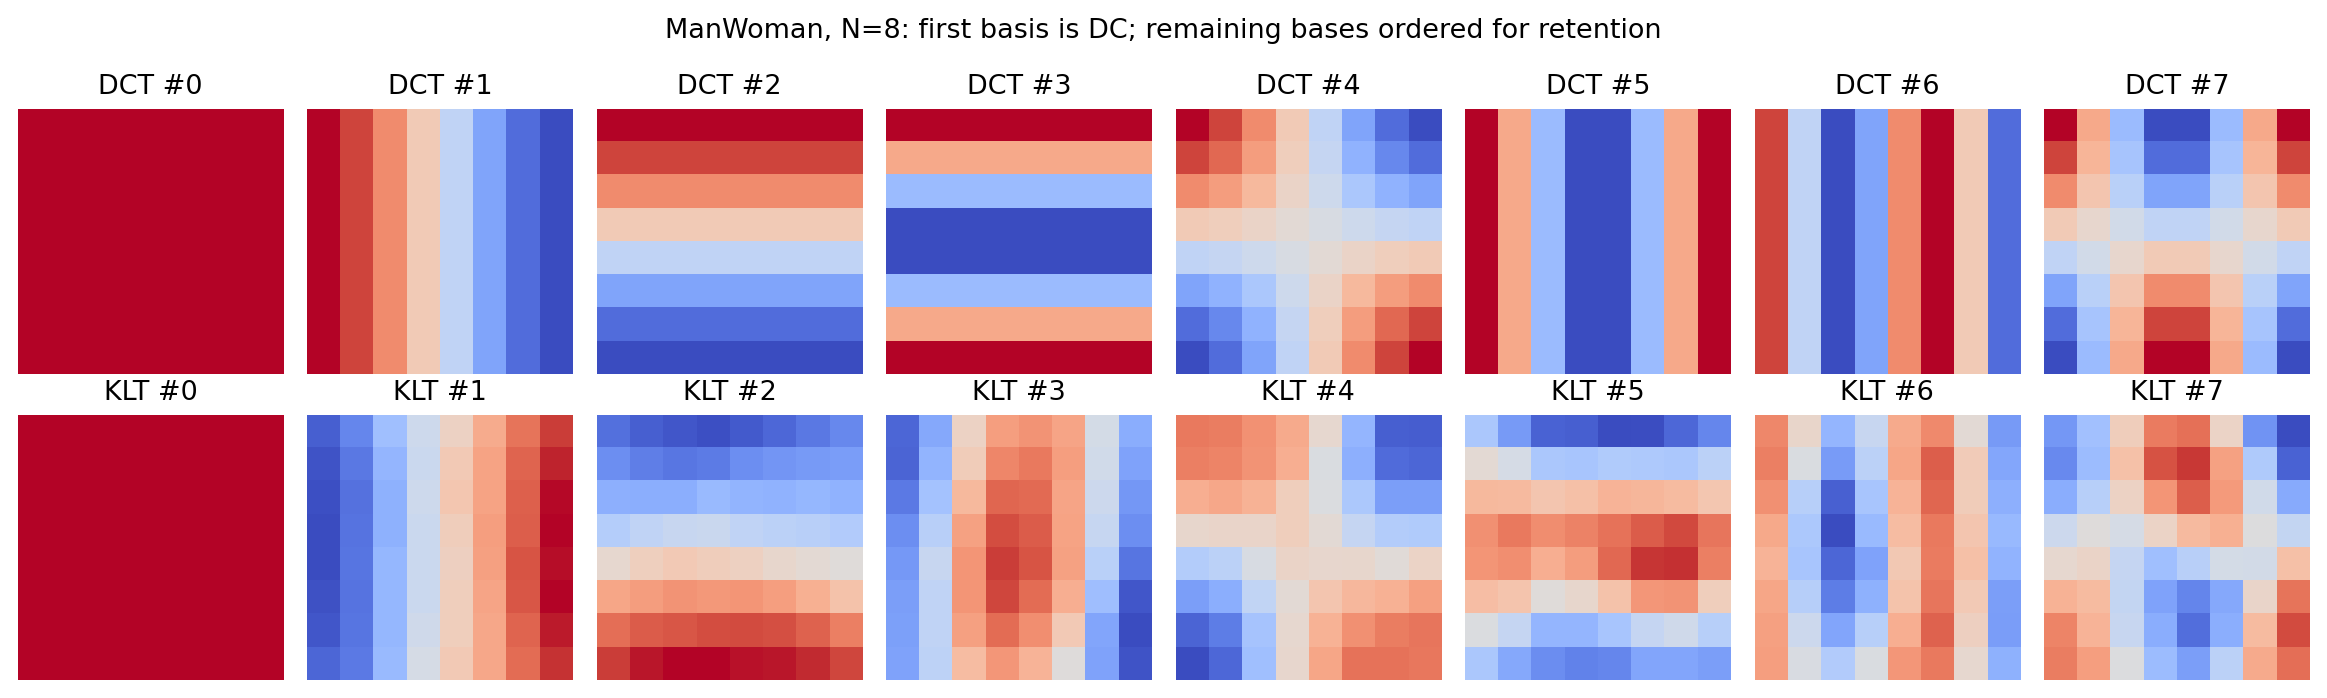 ManWoman, N=8: first basis is DC; remaining bases ordered for retention
DCT #0 DCT #1 DCT #2 DCT #3 DCT #4 DCT #5 DCT #6 DCT #7
KLT #0 KLT #1 KLT #2 KLT #3 KLT #4 KLT #5 KLT #6 KLT #7